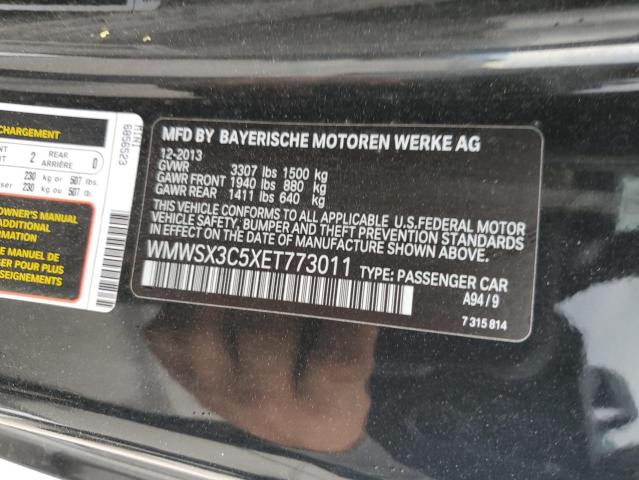 CHARGEMENT
2 REAR ARRIÈRE 0
230 kg or 507 lbs.
230 kg ou 507 lb.
OWNER'S MANUAL
ADDITIONAL
le MANUEL
plus
seignements.
6856523
MFD BY BAYERISCHE MOTOREN WERKE AG
12-2013
GVWR 3307 lbs 1500 kg
GAWR FRONT 1940 lbs 880 kg
GAWR REAR 1411 lbs 640 kg
THIS VEHICLE CONFORMS TO ALL APPLICABLE U.S.FEDERAL MOTOR
VEHICLE SAFETY, BUMPER AND THEFT PREVENTION STANDARDS
IN EFFECT ON THE DATE OF MANUFACTURE SHOWN ABOVE.
WMWSX3C5XET773011 TYPE: PASSENGER CAR
A94 / 9
7 315 814